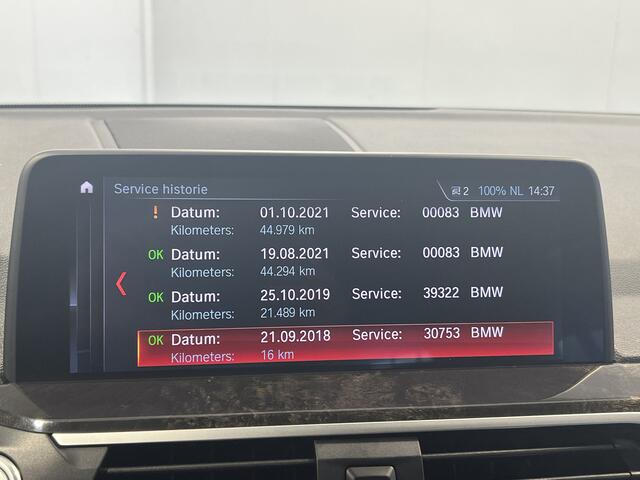 Service historie 2 100% NL 14:37
! Datum: 01.10.2021 Service: 00083 BMW
Kilometers: 44.979 km
OK Datum: 19.08.2021 Service: 00083 BMW
Kilometers: 44.294 km
OK Datum: 25.10.2019 Service: 39322 BMW
Kilometers: 21.489 km
OK Datum: 21.09.2018 Service: 30753 BMW
Kilometers: 16 km